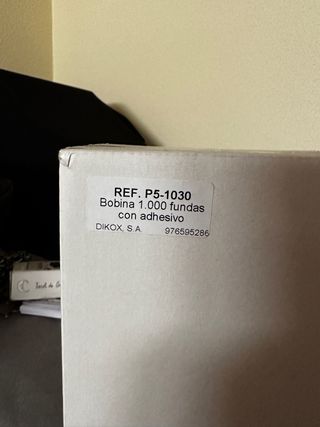 REF. P5-1030
Bobina 1.000 fundas
con adhesivo
DIKOX, S.A. 976595286